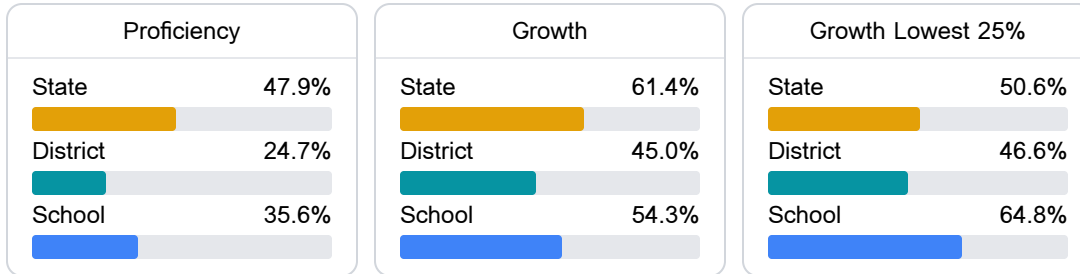 Proficiency
State 47.9%
District 24.7%
School 35.6%
Growth
State 61.4%
District 45.0%
School 54.3%
Growth Lowest 25%
State 50.6%
District 46.6%
School 64.8%